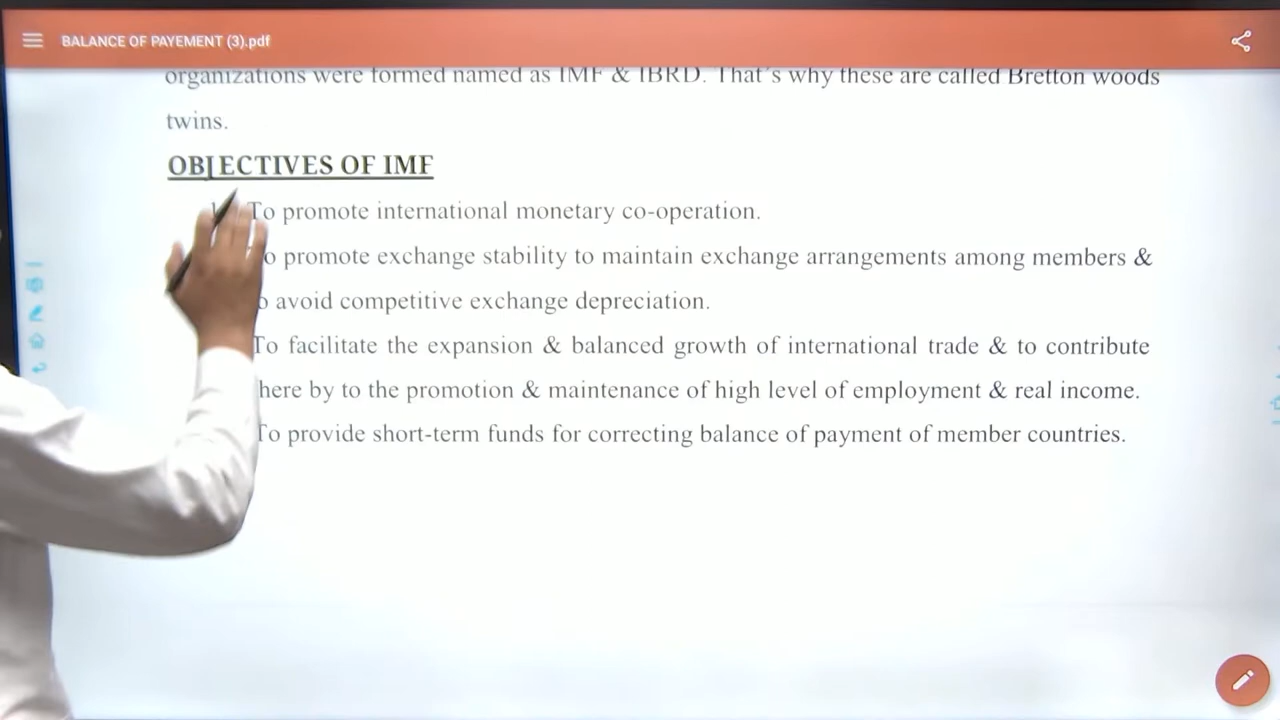 BALANCE OF PAYEMENT (3).pdf
organizations were formed named as IMF & IBRD. That's why these are called Bretton woods
twins.
OBJECTIVES OF IMF
To promote international monetary co-operation.
promote exchange stability to maintain exchange arrangements among members &
avoid competitive exchange depreciation.
To facilitate the expansion & balanced growth of international trade & to contribute
here by to the promotion & maintenance of high level of employment & real income.
To provide short-term funds for correcting balance of payment of member countries.